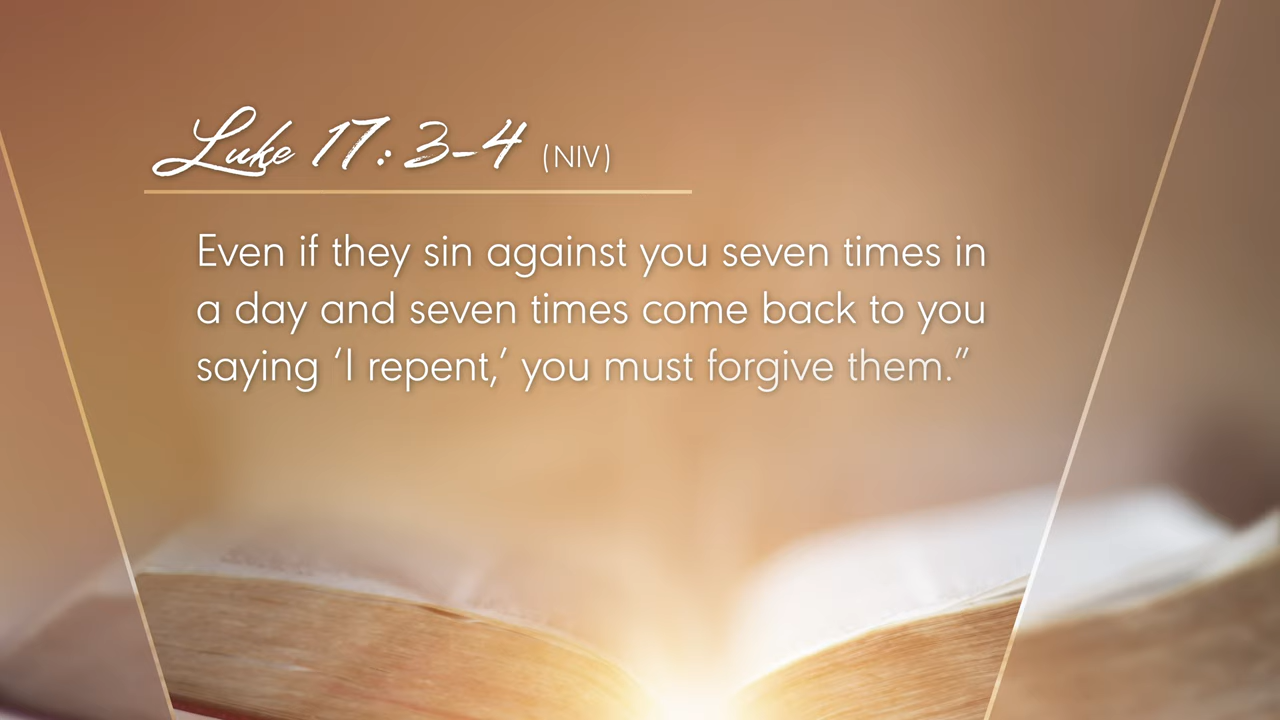 Luke 17: 3-4 (NIV)
Even if they sin against you seven times in
a day and seven times come back to you
saying ‘I repent,’ you must forgive them.”